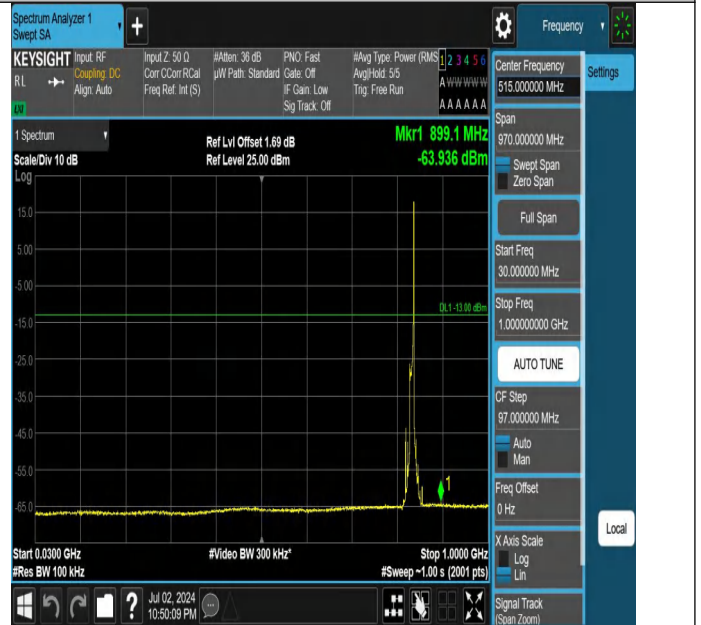 Spectrum Analyzer 1
Swept SA
+
Frequency
KEYSIGHT
RL
LXI
Input: RF
Coupling: DC
Align: Auto
Input Z: 50 Ω
Corr CCorr RCal
Freq Ref: Int (S)
#Atten: 36 dB
µW Path: Standard
PNO: Fast
Gate: Off
IF Gain: Low
Sig Track: Off
#Avg Type: Power (RMS
Avg|Hold: 5/5
Trig: Free Run
1 2 3 4 5 6
A W W W W W
A A A A A A
1 Spectrum
Scale/Div 10 dB
Log
Ref Lvl Offset 1.69 dB
Ref Level 25.00 dBm
Mkr1 899.1 MHz
-63.936 dBm
15.0
5.00
-5.00
DL1 -13.00 dBm
-15.0
-25.0
-35.0
-45.0
-55.0
1
-65.0
Start 0.0300 GHz
#Res BW 100 kHz
#Video BW 300 kHz*
Stop 1.0000 GHz
#Sweep ~1.00 s (2001 pts)
Center Frequency
515.000000 MHz
Settings
Span
970.000000 MHz
Swept Span
Zero Span
Full Span
Start Freq
30.000000 MHz
Stop Freq
1.000000000 GHz
AUTO TUNE
CF Step
97.000000 MHz
Auto
Man
Freq Offset
0 Hz
X Axis Scale
Log
Lin
Signal Track
(Span Zoom)
Local
?
Jul 02, 2024
10:50:09 PM